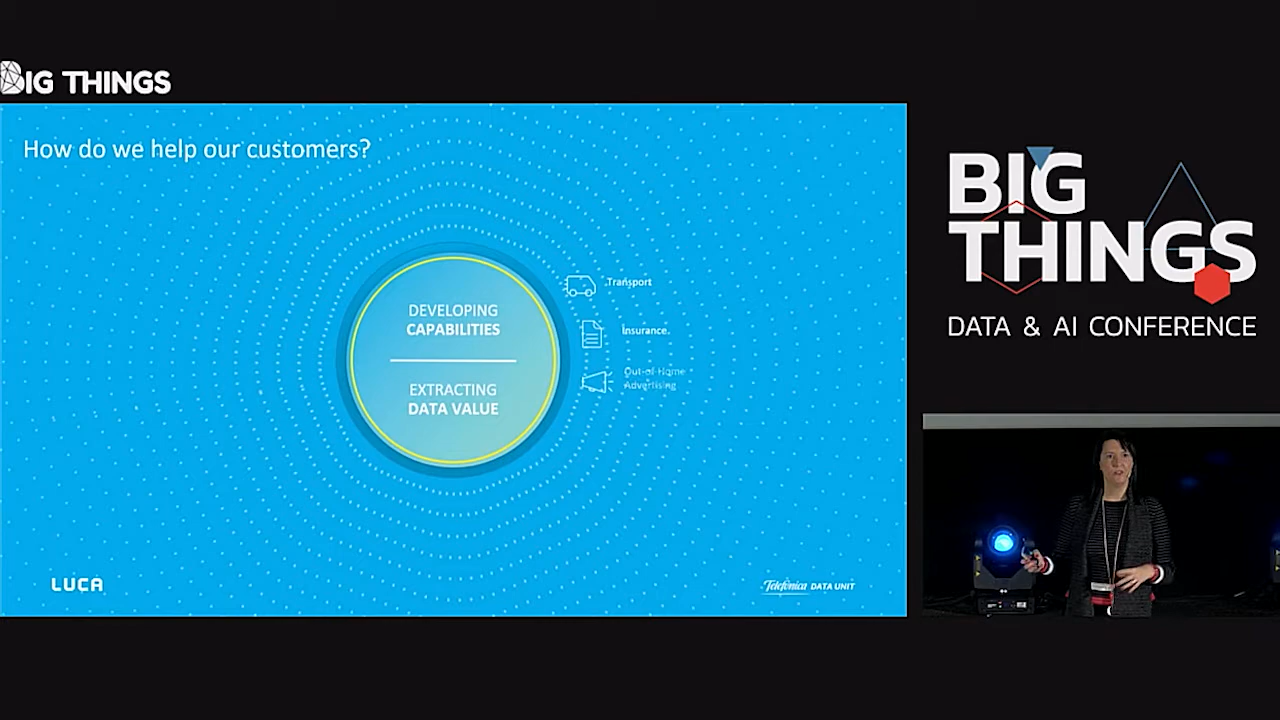 BIG THINGS
How do we help our customers?
DEVELOPING
CAPABILITIES
EXTRACTING
DATA VALUE
Transport
Insurance
Out-of-Home
Advertising
LUCA
Telefónica DATA UNIT
BIG
THINGS
DATA & AI CONFERENCE